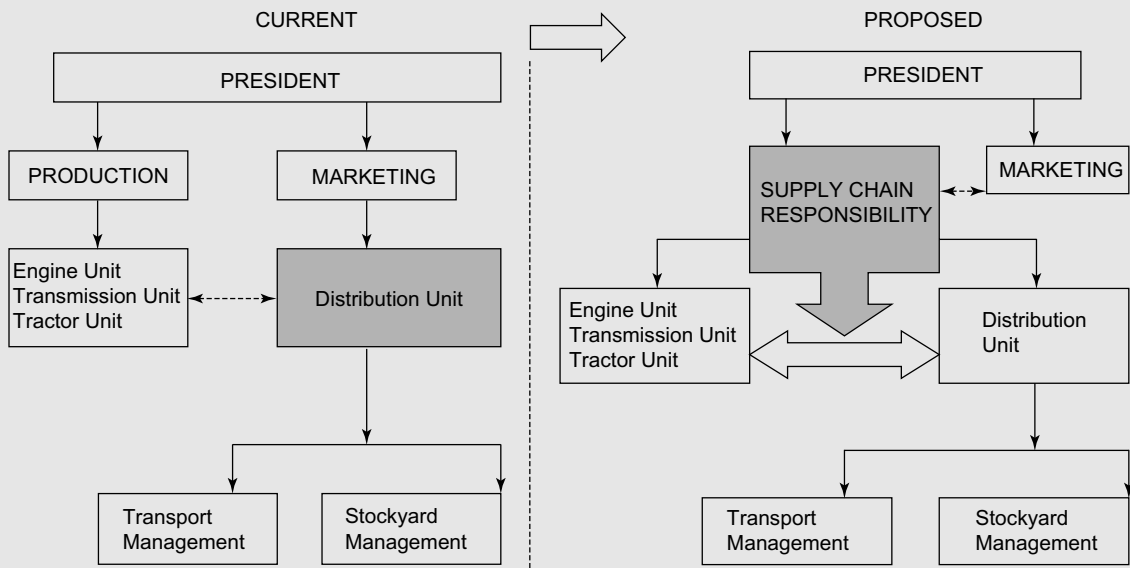 CURRENT
PRESIDENT
PRODUCTION
MARKETING
Engine Unit
Transmission Unit
Tractor Unit
Distribution Unit
Transport
Management
Stockyard
Management
PROPOSED
PRESIDENT
SUPPLY CHAIN
RESPONSIBILITY
MARKETING
Engine Unit
Transmission Unit
Tractor Unit
Distribution
Unit
Transport
Management
Stockyard
Management